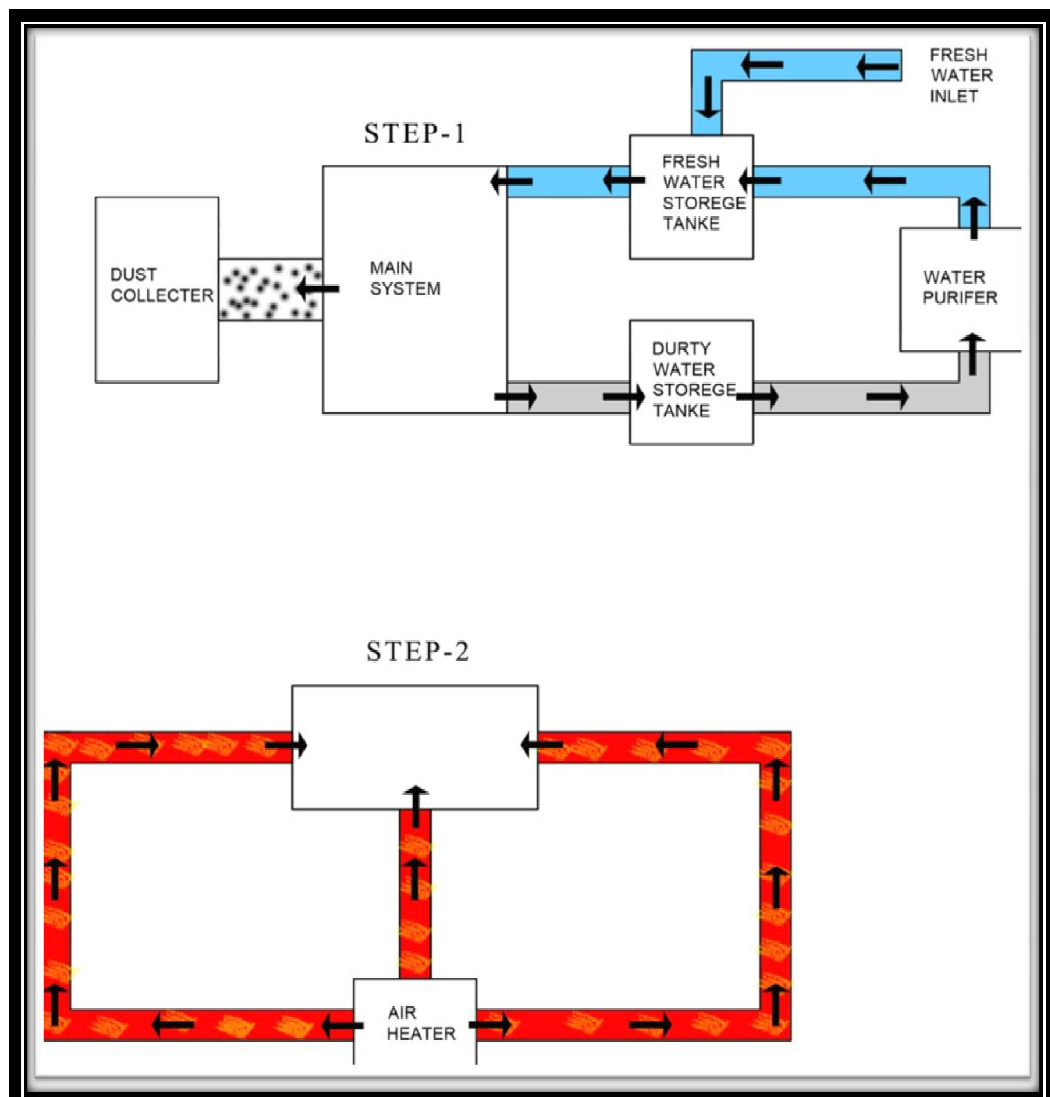 FRESH
WATER
INLET
STEP-1
FRESH
WATER
STOREGE
TANKE
DUST
COLLECTER
MAIN
SYSTEM
WATER
PURIFER
DURTY
WATER
STOREGE
TANKE
STEP-2
AIR
HEATER